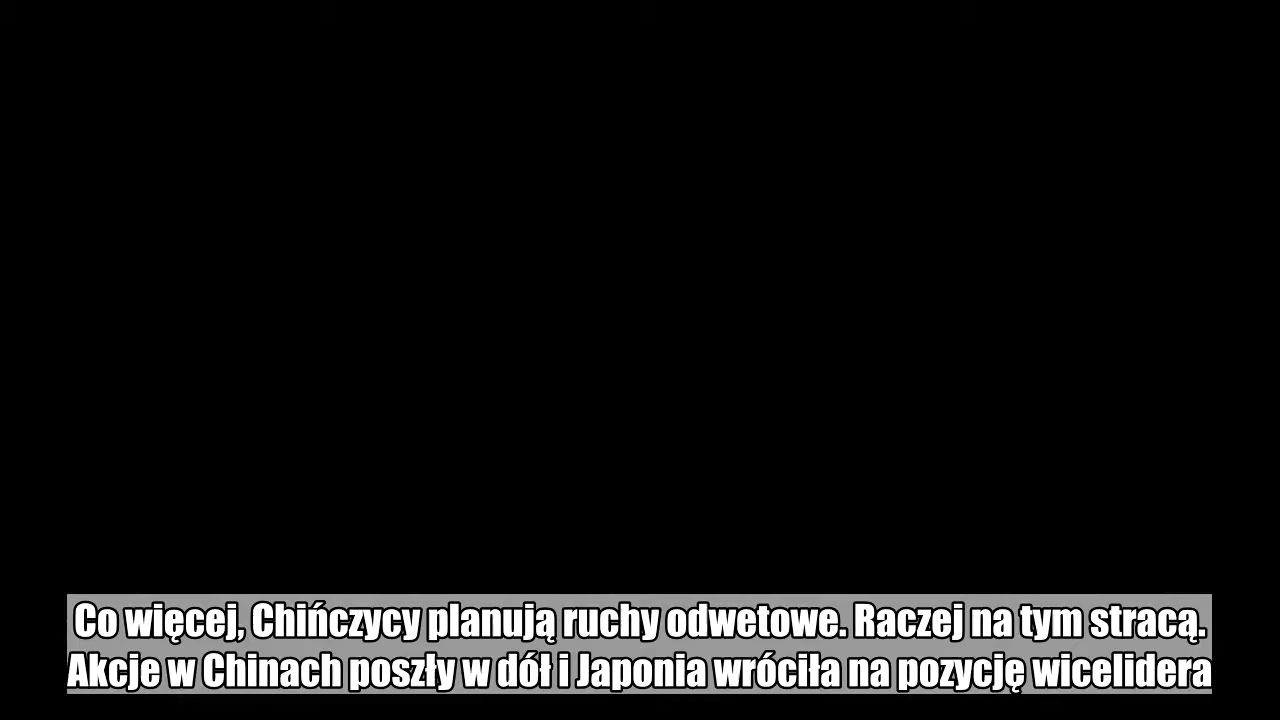 Co więcej, Chińczycy planują ruchy odwetowe. Raczej na tym stracą.
Akcje w Chinach poszły w dół i Japonia wróciła na pozycję wicelidera